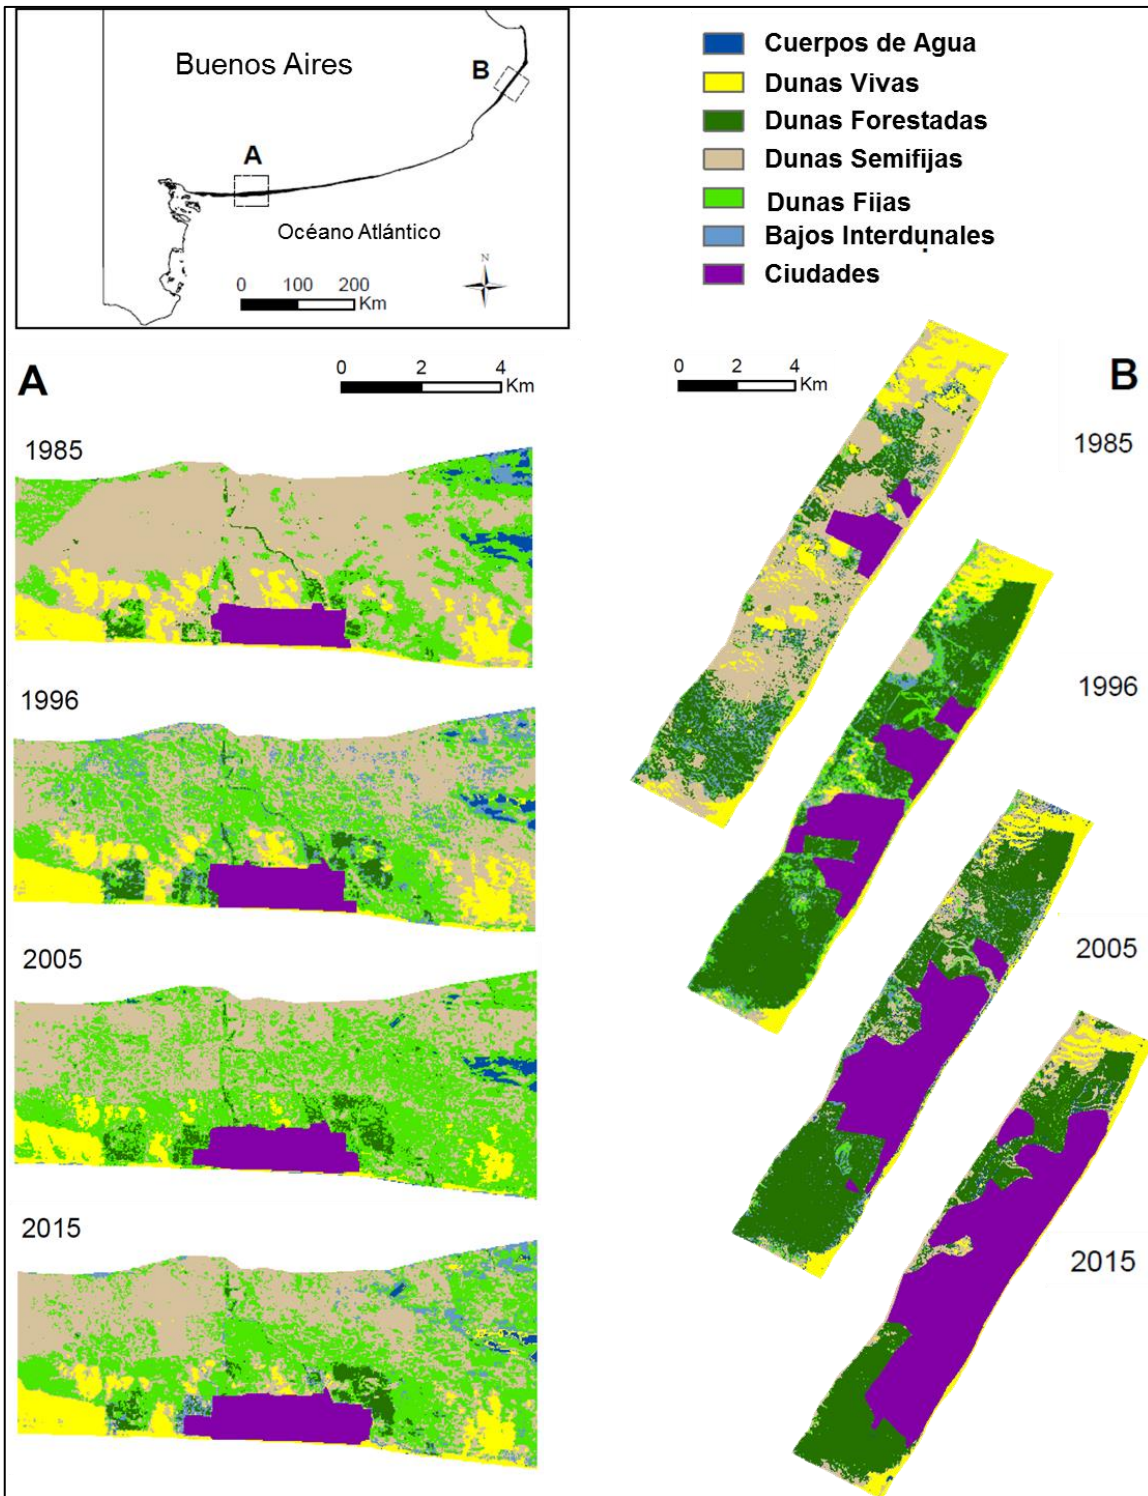 Buenos Aires
B
A
Océano Atlántico
N
0 100 200
Km
Cuerpos de Agua
Dunas Vivas
Dunas Forestadas
Dunas Semifijas
Dunas Fijas
Bajos Interdunales
Ciudades
A
0 2 4
Km
1985
1996
2005
2015
B
0 2 4
Km
1985
1996
2005
2015